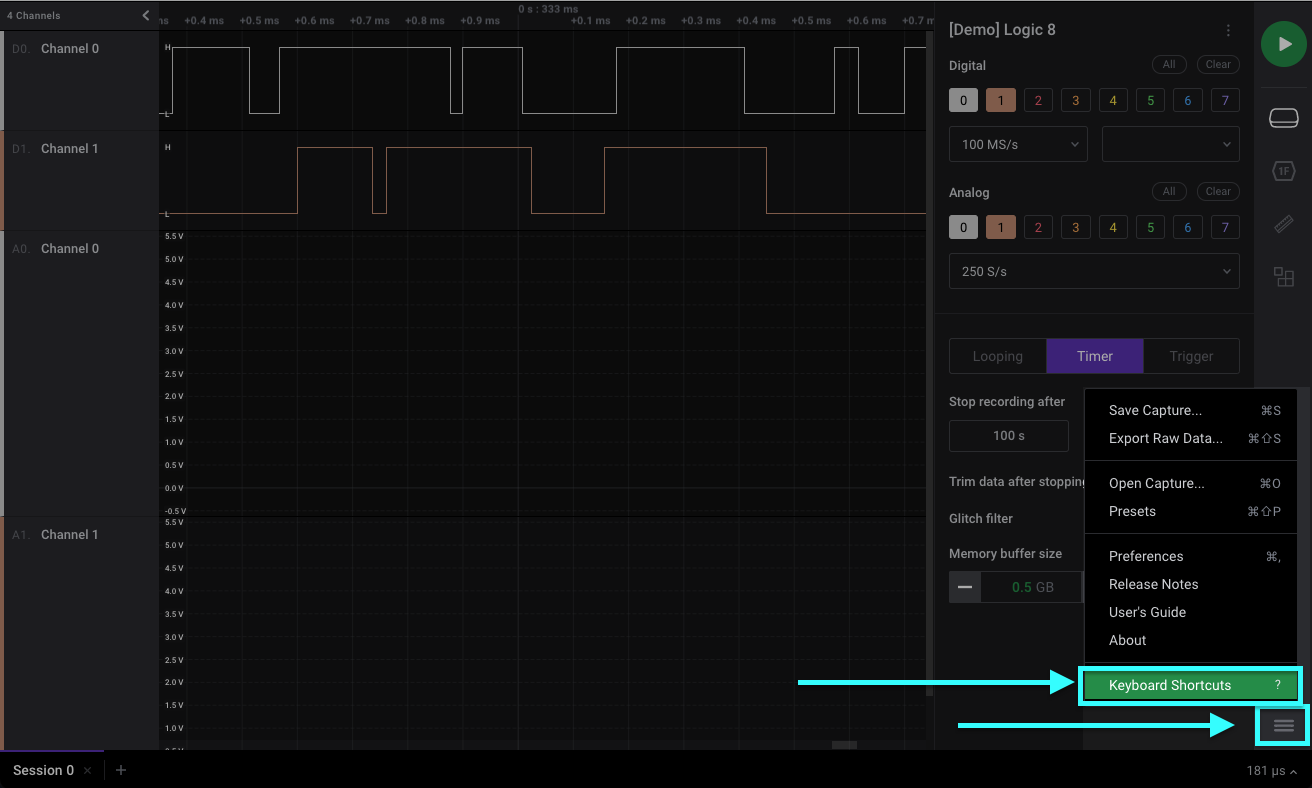 4 Channels
0 s : 333 ms
ms +0.4 ms +0.5 ms +0.6 ms +0.7 ms +0.8 ms +0.9 ms +0.1 ms +0.2 ms +0.3 ms +0.4 ms +0.5 ms +0.6 ms +0.7 m
D0. Channel 0
H
L
D1. Channel 1
H
L
A0. Channel 0
5.5 V
5.0 V
4.5 V
4.0 V
3.5 V
3.0 V
2.5 V
2.0 V
1.5 V
1.0 V
0.5 V
0.0 V
-0.5 V
A1. Channel 1
5.5 V
5.0 V
4.5 V
4.0 V
3.5 V
3.0 V
2.5 V
2.0 V
1.5 V
1.0 V
0.5 V
[Demo] Logic 8
Digital All Clear
0 1 2 3 4 5 6 7
100 MS/s
Analog All Clear
0 1 2 3 4 5 6 7
250 S/s
Looping Timer Trigger
Stop recording after
100 s
Trim data after stopping
Glitch filter
Memory buffer size
0.5 GB
1F
Save Capture... ⌘S
Export Raw Data... ⌘⇧S
Open Capture... ⌘O
Presets ⌘⇧P
Preferences ⌘,
Release Notes
User's Guide
About
Keyboard Shortcuts ?
Session 0
181 µs